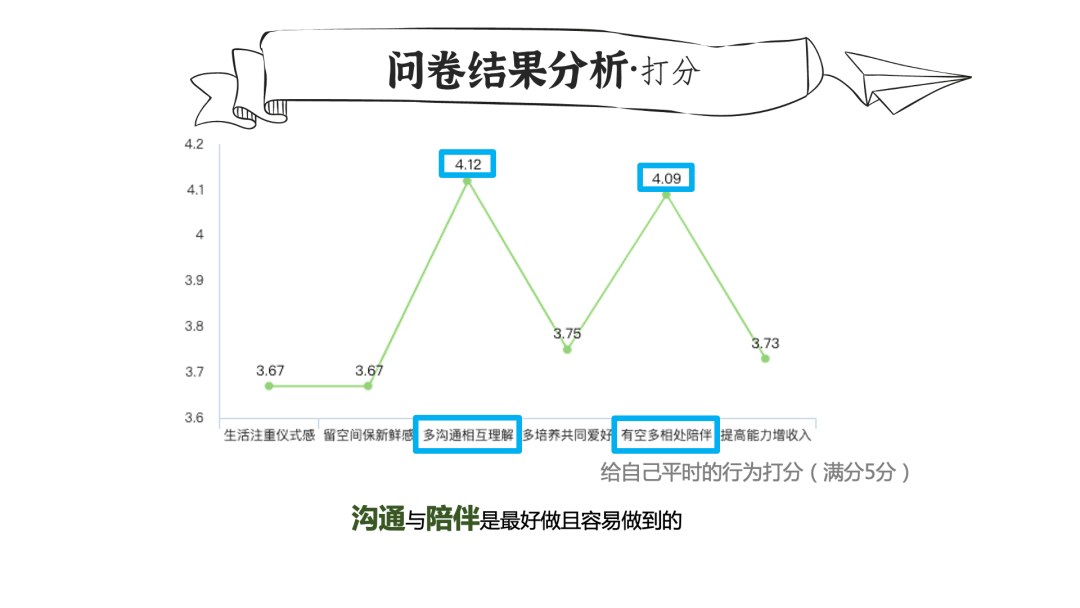 问卷结果分析·打分
4.2
4.1
4
3.9
3.8
3.7
3.6
3.67
3.67
4.12
3.75
4.09
3.73
生活注重仪式感
留空间保新鲜感
多沟通相互理解
多培养共同爱好
有空多相处陪伴
提高能力增收入
给自己平时的行为打分（满分5分）
沟通与陪伴是最好做且容易做到的